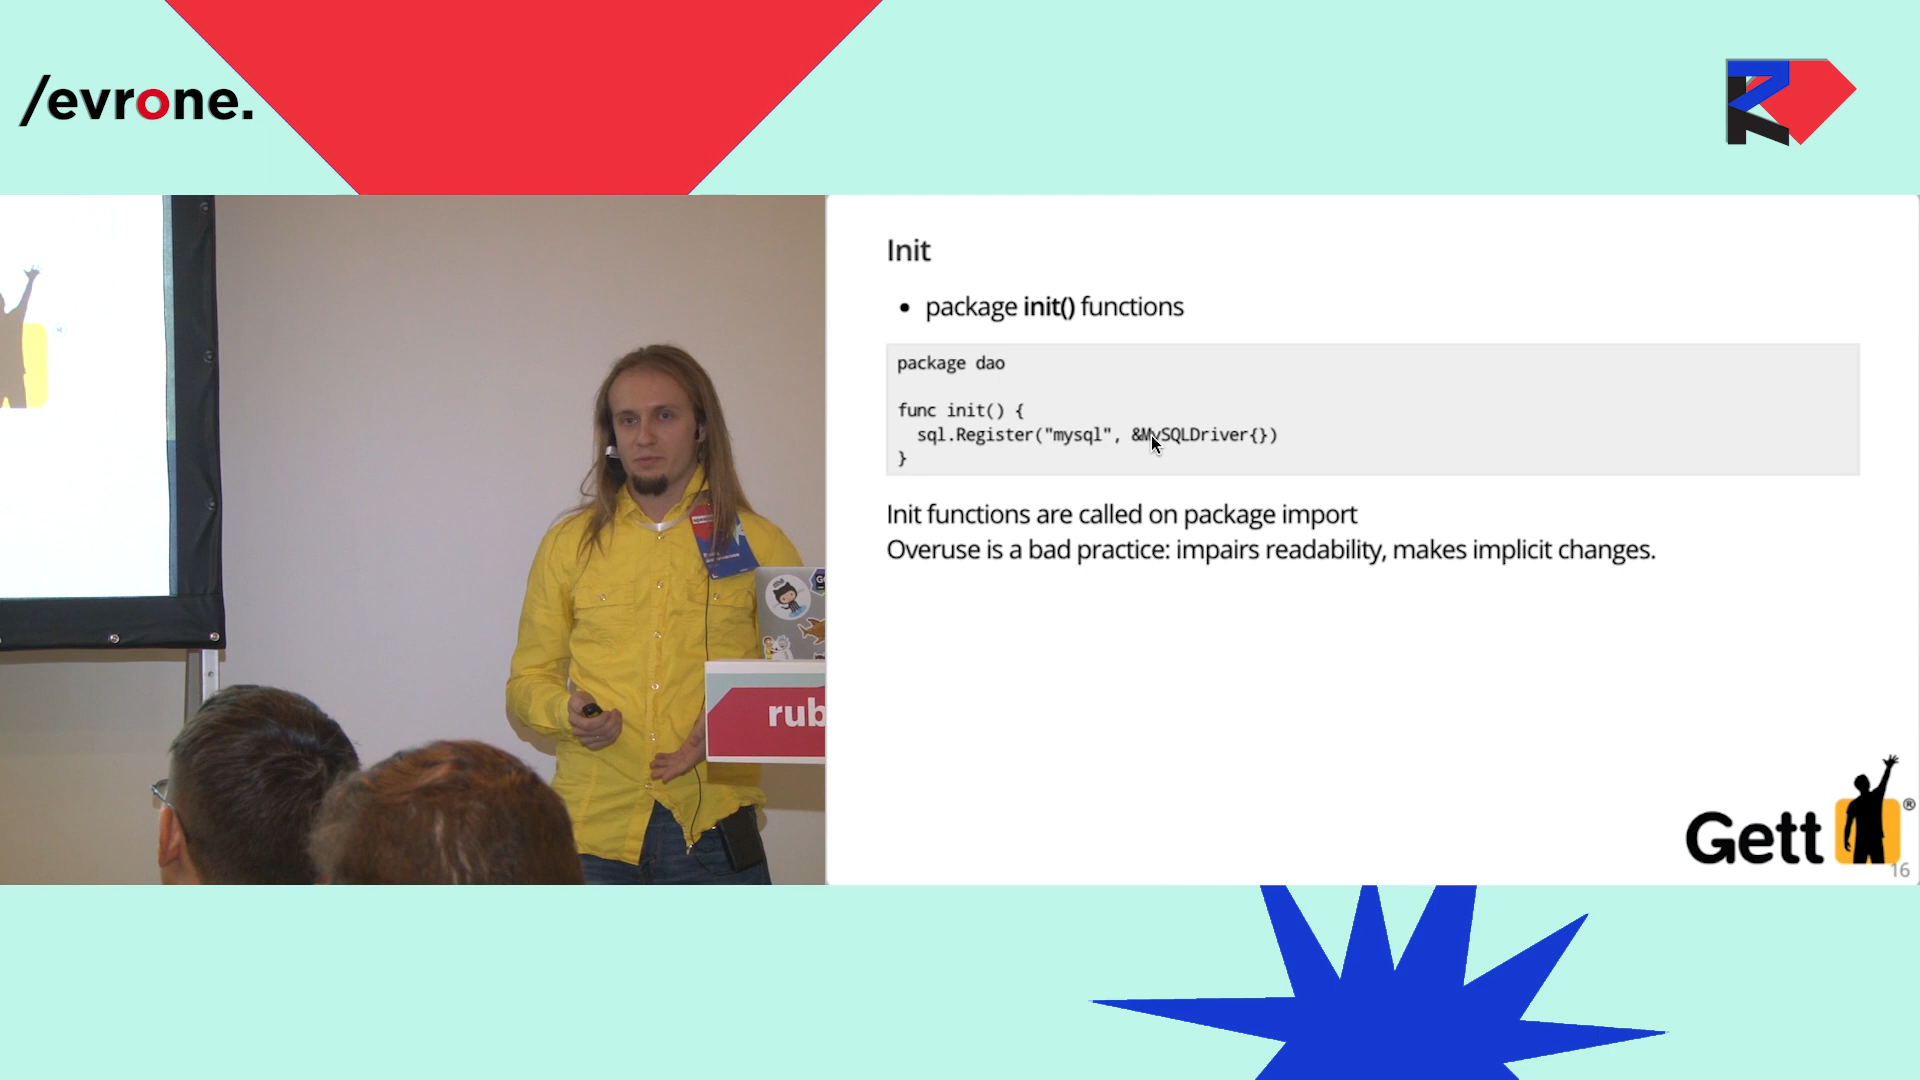 /evrone.
Init
• package init() functions
package dao
func init() {
sql.Register("mysql", &MySQLDriver{})
}
Init functions are called on package import
Overuse is a bad practice: impairs readability, makes implicit changes.
rub
Gett®
16